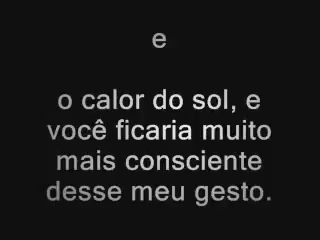 e
o calor do sol, e
você ficaria muito
mais consciente
desse meu gesto.